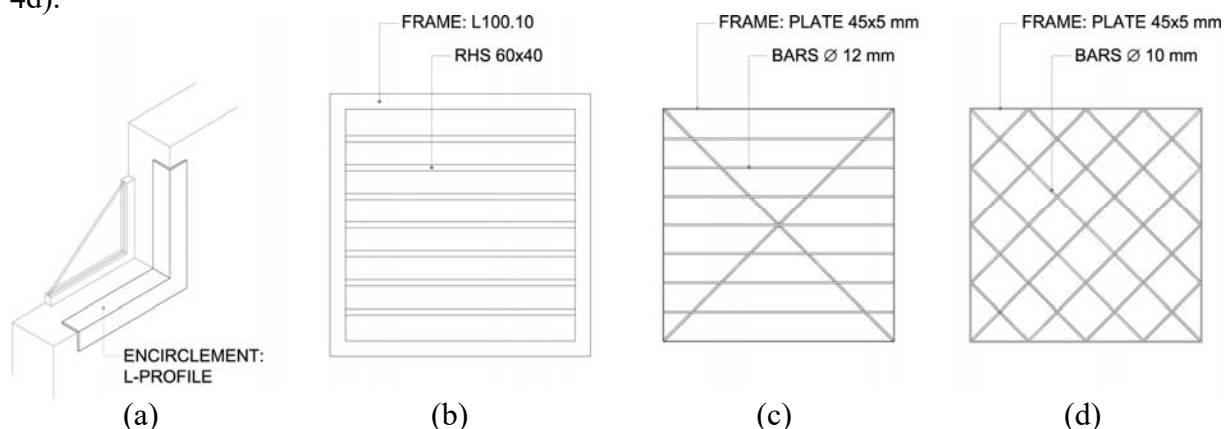 4d).
FRAME: L100.10
RHS 60x40
FRAME: PLATE 45x5 mm
BARS ∅ 12 mm
FRAME: PLATE 45x5 mm
BARS ∅ 10 mm
ENCIRCLEMENT:
L-PROFILE
(a)
(b)
(c)
(d)